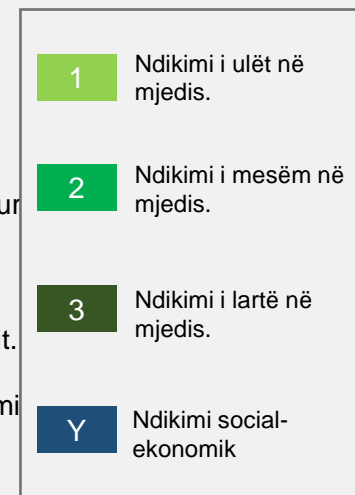 1
Ndikimi i ulët në
mjedis.
2
Ndikimi i mesëm në
mjedis.
3
Ndikimi i lartë në
mjedis.
Y
Ndikimi social-
ekonomik